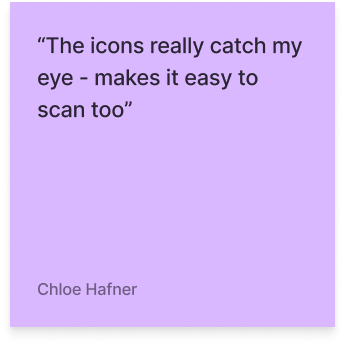 “The icons really catch my
eye - makes it easy to
scan too”
Chloe Hafner